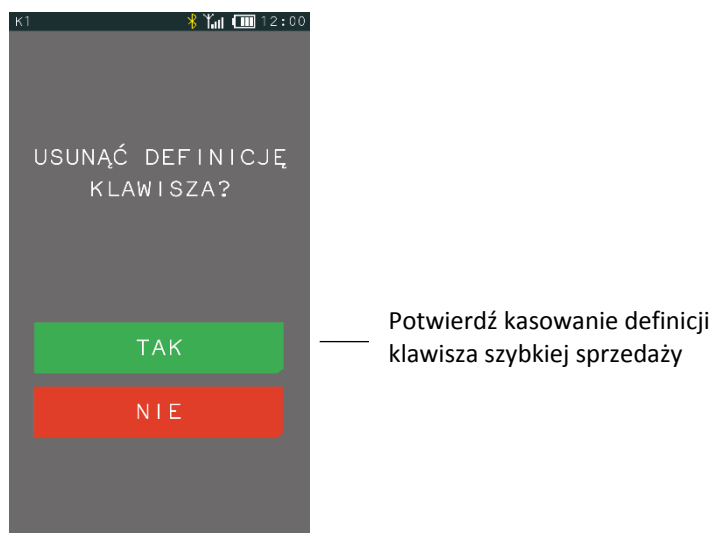 K1 12:00
USUNĄĆ DEFINICJĘ
KLAWISZA?
TAK
NIE
Potwierdź kasowanie definicji
klawisza szybkiej sprzedaży